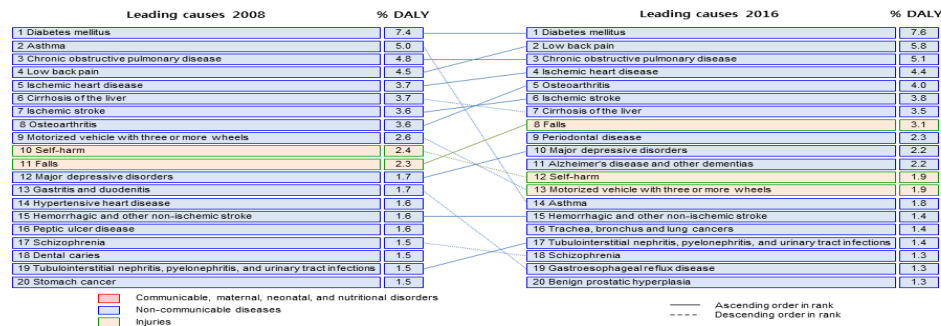 Leading causes 2008 % DALY Leading causes 2016 % DALY
1 Diabetes mellitus 7.4 1 Diabetes mellitus 7.6
2 Asthma 5.0 2 Low back pain 5.8
3 Chronic obstructive pulmonary disease 4.8 3 Chronic obstructive pulmonary disease 5.1
4 Low back pain 4.5 4 Ischemic heart disease 4.4
5 Ischemic heart disease 3.7 5 Osteoarthritis 4.0
6 Cirrhosis of the liver 3.7 6 Ischemic stroke 3.8
7 Ischemic stroke 3.6 7 Cirrhosis of the liver 3.5
8 Osteoarthritis 3.6 8 Falls 3.1
9 Motorized vehicle with three or more wheels 2.6 9 Periodontal disease 2.3
10 Self-harm 2.4 10 Major depressive disorders 2.2
11 Falls 2.3 11 Alzheimer's disease and other dementias 2.2
12 Major depressive disorders 1.7 12 Self-harm 1.9
13 Gastritis and duodenitis 1.7 13 Motorized vehicle with three or more wheels 1.9
14 Hypertensive heart disease 1.6 14 Asthma 1.8
15 Hemorrhagic and other non-ischemic stroke 1.6 15 Hemorrhagic and other non-ischemic stroke 1.4
16 Peptic ulcer disease 1.6 16 Trachea, bronchus and lung cancers 1.4
17 Schizophrenia 1.5 17 Tubulointerstitial nephritis, pyelonephritis, and urinary tract infections 1.4
18 Dental caries 1.5 18 Schizophrenia 1.3
19 Tubulointerstitial nephritis, pyelonephritis, and urinary tract infections 1.5 19 Gastroesophageal reflux disease 1.3
20 Stomach cancer 1.5 20 Benign prostatic hyperplasia 1.3
Communicable, maternal, neonatal, and nutritional disorders
Non-communicable diseases
Injuries
Ascending order in rank
Descending order in rank